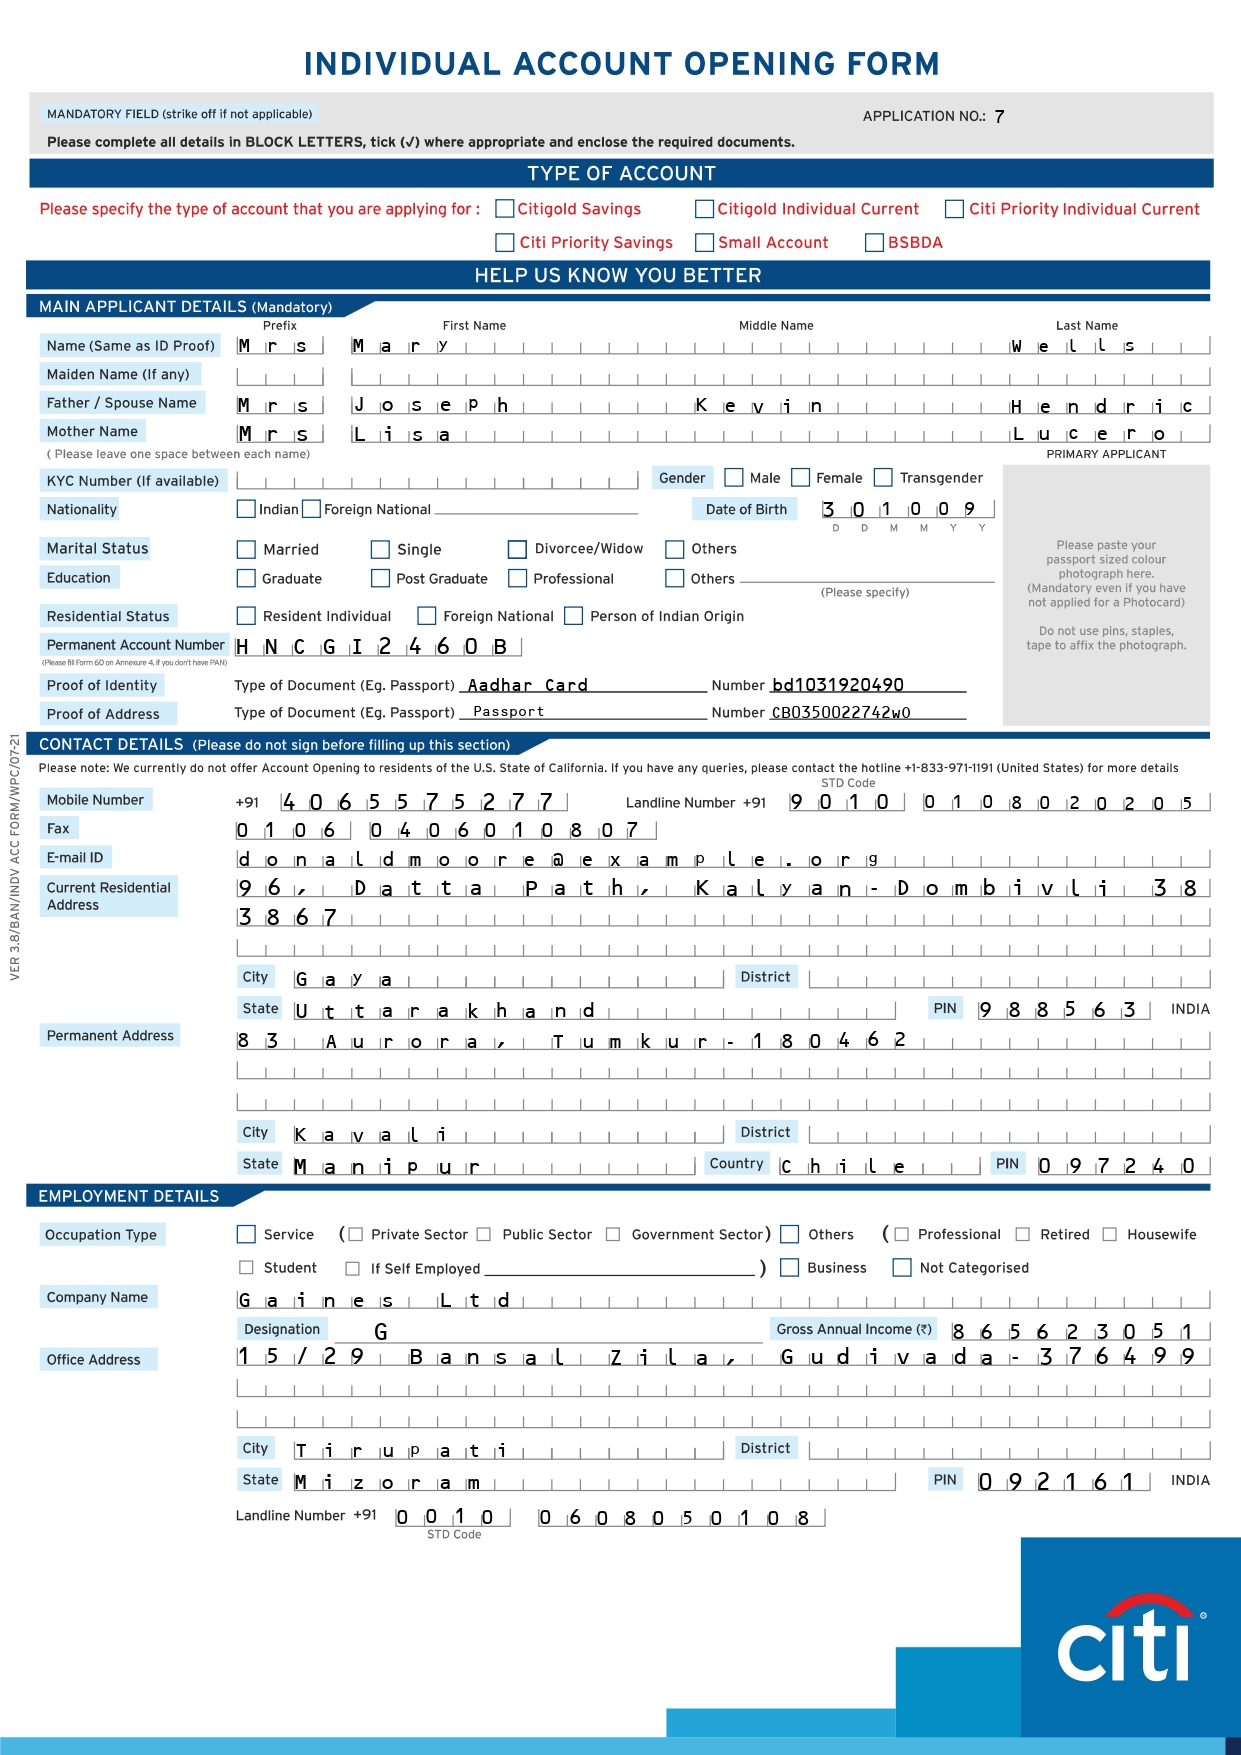 INDIVIDUAL ACCOUNT OPENING FORM
MANDATORY FIELD (strike off if not applicable) APPLICATION NO.: 7
Please complete all details in BLOCK LETTERS, tick (√) where appropriate and enclose the required documents.
TYPE OF ACCOUNT
Please specify the type of account that you are applying for : Citigold Savings Citigold Individual Current Citi Priority Individual Current
Citi Priority Savings Small Account BSBDA
HELP US KNOW YOU BETTER
MAIN APPLICANT DETAILS (Mandatory)
Prefix First Name Middle Name Last Name
Name (Same as ID Proof) Mrs Mary Wells
Maiden Name (If any)
Father / Spouse Name Mrs Joseph Kevin Hendric
Mother Name Mrs Lisa Lucero
( Please leave one space between each name) PRIMARY APPLICANT
KYC Number (If available) Gender Male Female Transgender
Nationality Indian Foreign National Date of Birth 301009
D D M M Y Y
Marital Status Married Single Divorcee/Widow Others
Education Graduate Post Graduate Professional Others
(Please specify)
Please paste your
passport sized colour
photograph here.
(Mandatory even if you have
not applied for a Photocard)
Do not use pins, staples,
tape to affix the photograph.
Residential Status Resident Individual Foreign National Person of Indian Origin
Permanent Account Number HNCGI2460B
(Please fill Form 60 on Annexure 4, if you don't have PAN)
Proof of Identity Type of Document (Eg. Passport) Aadhar Card Number bd1031920490
Proof of Address Type of Document (Eg. Passport) Passport Number CB0350022742w0
CONTACT DETAILS (Please do not sign before filling up this section)
Please note: We currently do not offer Account Opening to residents of the U.S. State of California. If you have any queries, please contact the hotline +1-833-971-1191 (United States) for more details
STD Code
Mobile Number +91 4065575277 Landline Number +91 9010 0108020205
Fax 0106 0406010807
E-mail ID donaldmoore@example.org
Current Residential Address 96, Datta Path, Kalyan-Dombivli 38
3867
City Gaya District
State Uttarakhand PIN 988563 INDIA
Permanent Address 83 Aurora, Tumkur-180462
City Kavali District
State Manipur Country Chile PIN 097240
EMPLOYMENT DETAILS
Occupation Type Service ( Private Sector Public Sector Government Sector) Others ( Professional Retired Housewife
Student If Self Employed ) Business Not Categorised
Company Name Gaines Ltd
Designation G Gross Annual Income (₹) 865623051
Office Address 15/29 Bansal Zila, Gudivada-376499
City Tirupati District
State Mizoram PIN 092161 INDIA
Landline Number +91 0010 0608050108
STD Code
VER 3.8/BAN/INDV ACC FORM/WPC/07-21
citi